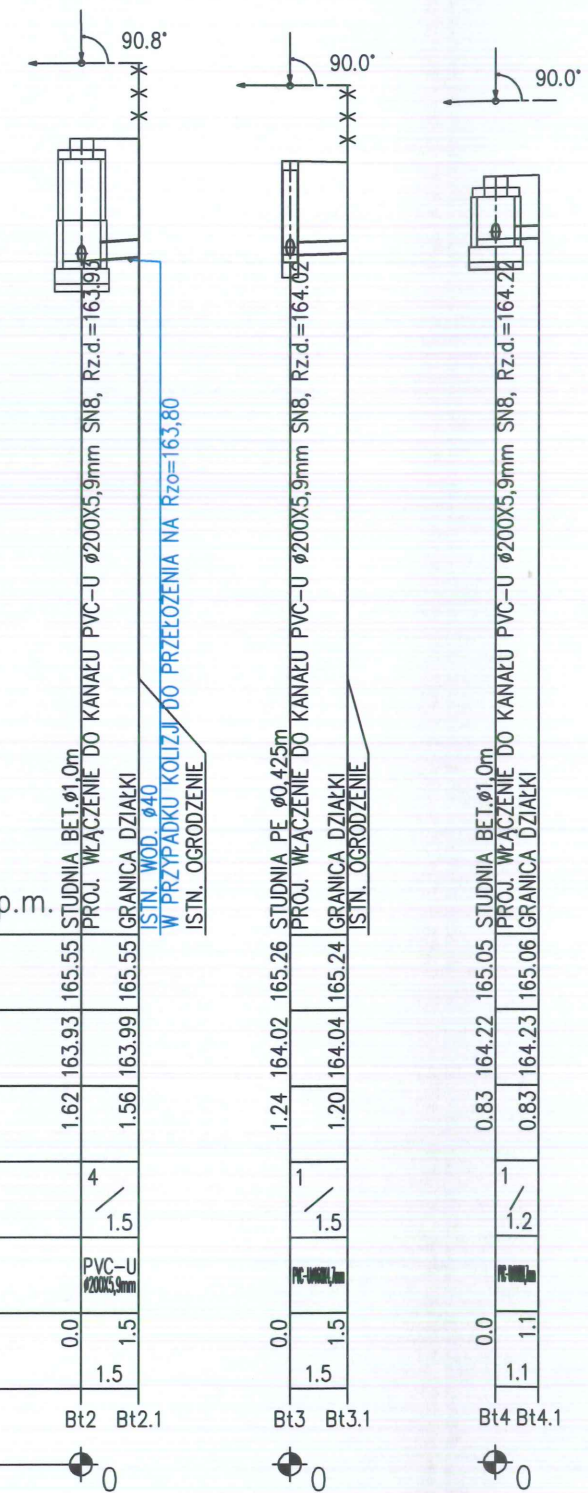 90.8°
90.0°
90.0°
STUDNIA BET.ø1,0m
PROJ. WŁĄCZENIE DO KANAŁU PVC-U ø200X5,9mm SN8, Rz.d.=163.93
GRANICA DZIAŁKI
ISTN. WOD. ø40
W PRZYPADKU KOLIZJI DO PRZEŁOŻENIA NA Rzo=163,80
ISTN. OGRODZENIE
STUDNIA PE ø0,425m
PROJ. WŁĄCZENIE DO KANAŁU PVC-U ø200X5,9mm SN8, Rz.d.=164.02
GRANICA DZIAŁKI
ISTN. OGRODZENIE
STUDNIA BET.ø1,0m
PROJ. WŁĄCZENIE DO KANAŁU PVC-U ø200X5,9mm SN8, Rz.d.=164.22
GRANICA DZIAŁKI
p.m.
165.55 165.55 165.26 165.24 165.05 165.06
163.93 163.99 164.02 164.04 164.22 164.23
1.62 1.56 1.24 1.20 0.83 0.83
4 / 1.5 1 / 1.5 1 / 1.2
PVC-U
ø200X5,9mm
0.0 1.5 0.0 1.5 0.0 1.1
1.5 1.5 1.1
Bt2 Bt2.1 Bt3 Bt3.1 Bt4 Bt4.1
0 0 0